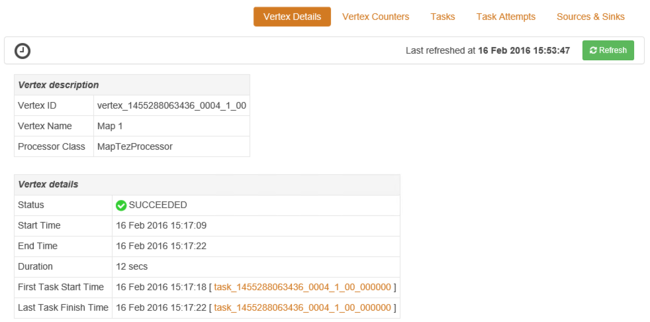 Vertex Details Vertex Counters Tasks Task Attempts Sources & Sinks
Last refreshed at 16 Feb 2016 15:53:47 Refresh
Vertex description
Vertex ID vertex_1455288063436_0004_1_00
Vertex Name Map 1
Processor Class MapTezProcessor
Vertex details
Status SUCCEEDED
Start Time 16 Feb 2016 15:17:09
End Time 16 Feb 2016 15:17:22
Duration 12 secs
First Task Start Time 16 Feb 2016 15:17:18 [ task_1455288063436_0004_1_00_000000 ]
Last Task Finish Time 16 Feb 2016 15:17:22 [ task_1455288063436_0004_1_00_000000 ]